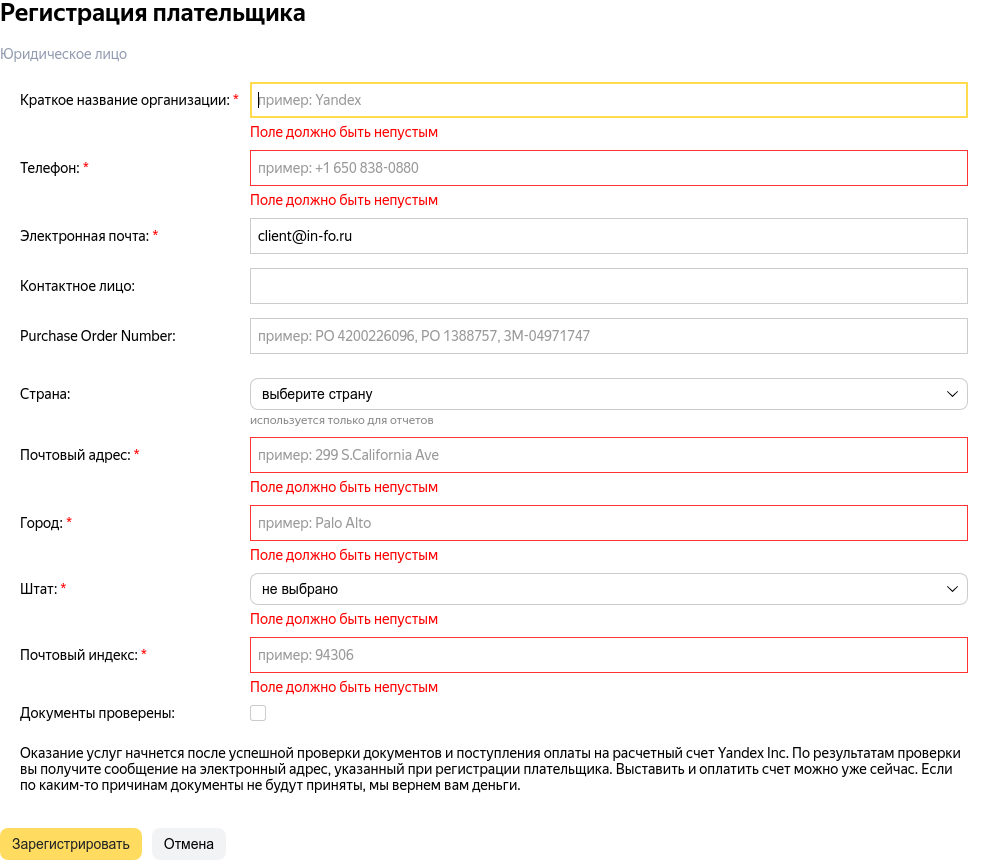 Регистрация плательщика
Юридическое лицо
Краткое название организации: * пример: Yandex
Поле должно быть непустым
Телефон: * пример: +1 650 838-0880
Поле должно быть непустым
Электронная почта: * client@in-fo.ru
Контактное лицо:
Purchase Order Number: пример: PO 4200226096, PO 1388757, 3M-04971747
Страна: выберите страну
используется только для отчетов
Почтовый адрес: * пример: 299 S.California Ave
Поле должно быть непустым
Город: * пример: Palo Alto
Поле должно быть непустым
Штат: * не выбрано
Поле должно быть непустым
Почтовый индекс: * пример: 94306
Поле должно быть непустым
Документы проверены:
Оказание услуг начнется после успешной проверки документов и поступления оплаты на расчетный счет Yandex Inc. По результатам проверки
вы получите сообщение на электронный адрес, указанный при регистрации плательщика. Выставить и оплатить счет можно уже сейчас. Если
по каким-то причинам документы не будут приняты, мы вернем вам деньги.
Зарегистрировать Отмена